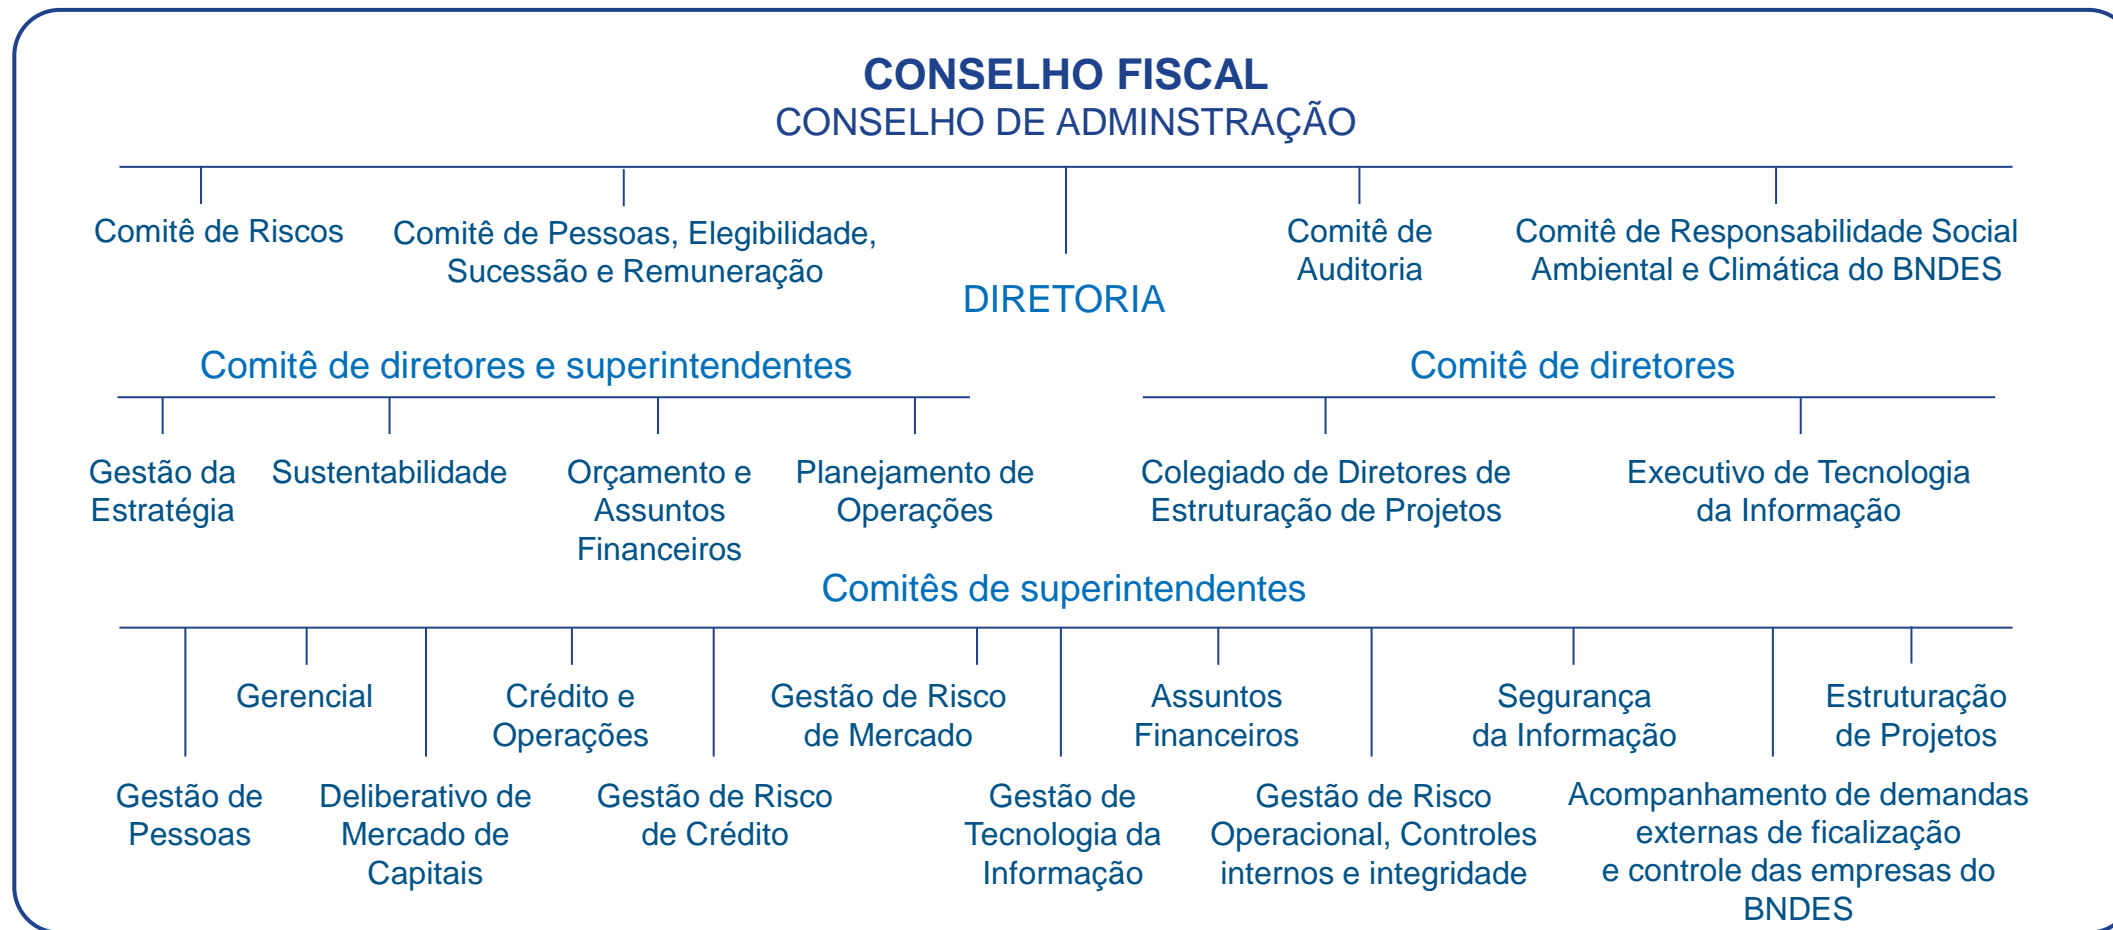 CONSELHO FISCAL
CONSELHO DE ADMINSTRAÇÃO
Comitê de Riscos
Comitê de Pessoas, Elegibilidade,
Sucessão e Remuneração
Comitê de
Auditoria
Comitê de Responsabilidade Social
Ambiental e Climática do BNDES
DIRETORIA
Comitê de diretores e superintendentes
Gestão da
Estratégia
Sustentabilidade
Orçamento e
Assuntos
Financeiros
Planejamento de
Operações
Comitê de diretores
Colegiado de Diretores de
Estruturação de Projetos
Executivo de Tecnologia
da Informação
Comitês de superintendentes
Gerencial
Crédito e
Operações
Gestão de Risco
de Mercado
Assuntos
Financeiros
Segurança
da Informação
Estruturação
de Projetos
Gestão de
Pessoas
Deliberativo de
Mercado de
Capitais
Gestão de Risco
de Crédito
Gestão de
Tecnologia da
Informação
Gestão de Risco
Operacional, Controles
internos e integridade
Acompanhamento de demandas
externas de ficalização
e controle das empresas do
BNDES